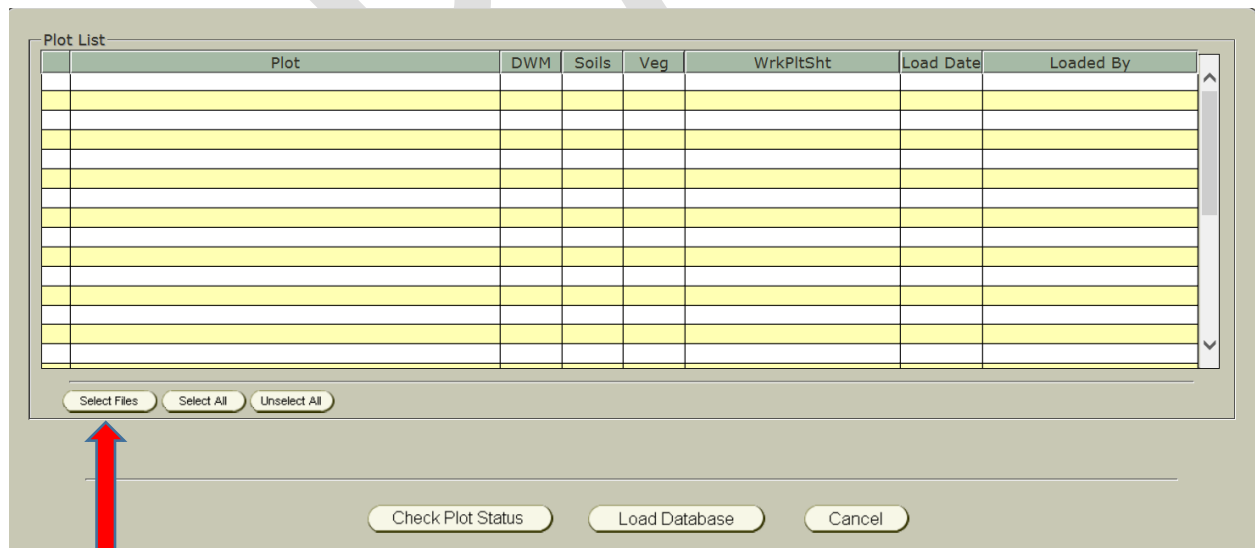 Plot List
Plot DWM Soils Veg WrkPltSht Load Date Loaded By
Select Files Select All Unselect All
Check Plot Status Load Database Cancel